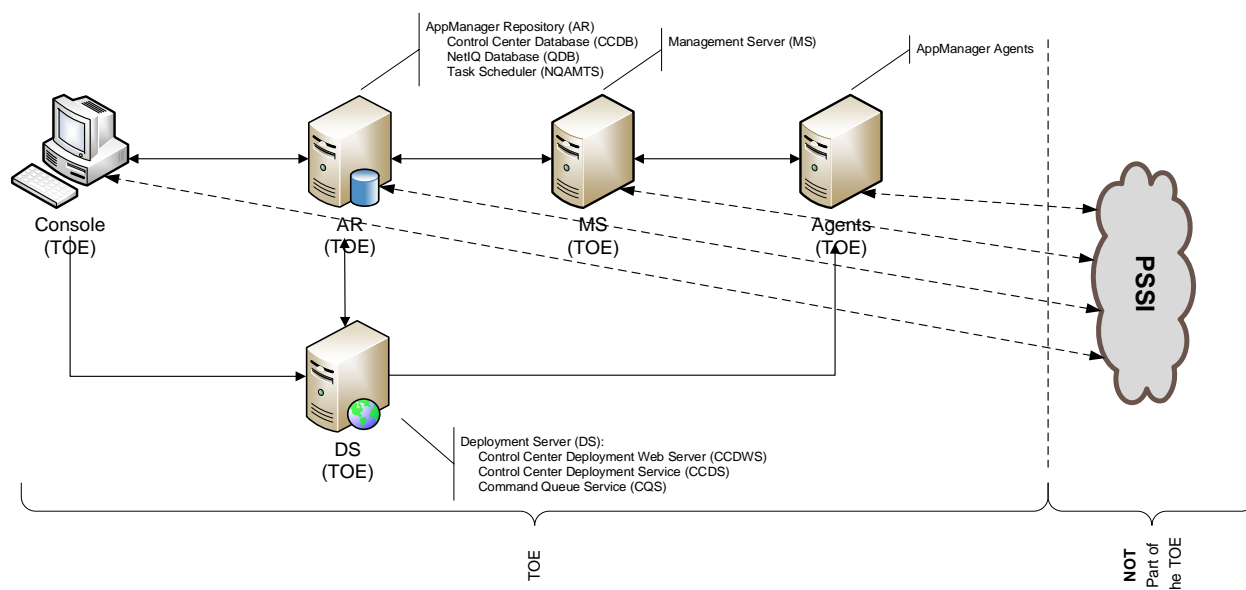 AppManager Repository (AR)
Control Center Database (CCDB)
NetIQ Database (QDB)
Task Scheduler (NQAMTS)
Management Server (MS)
AppManager Agents
Console
(TOE)
AR
(TOE)
MS
(TOE)
Agents
(TOE)
PSSI
DS
(TOE)
Deployment Server (DS):
Control Center Deployment Web Server (CCDWS)
Control Center Deployment Service (CCDS)
Command Queue Service (CQS)
TOE
NOT
Part of
he TOE